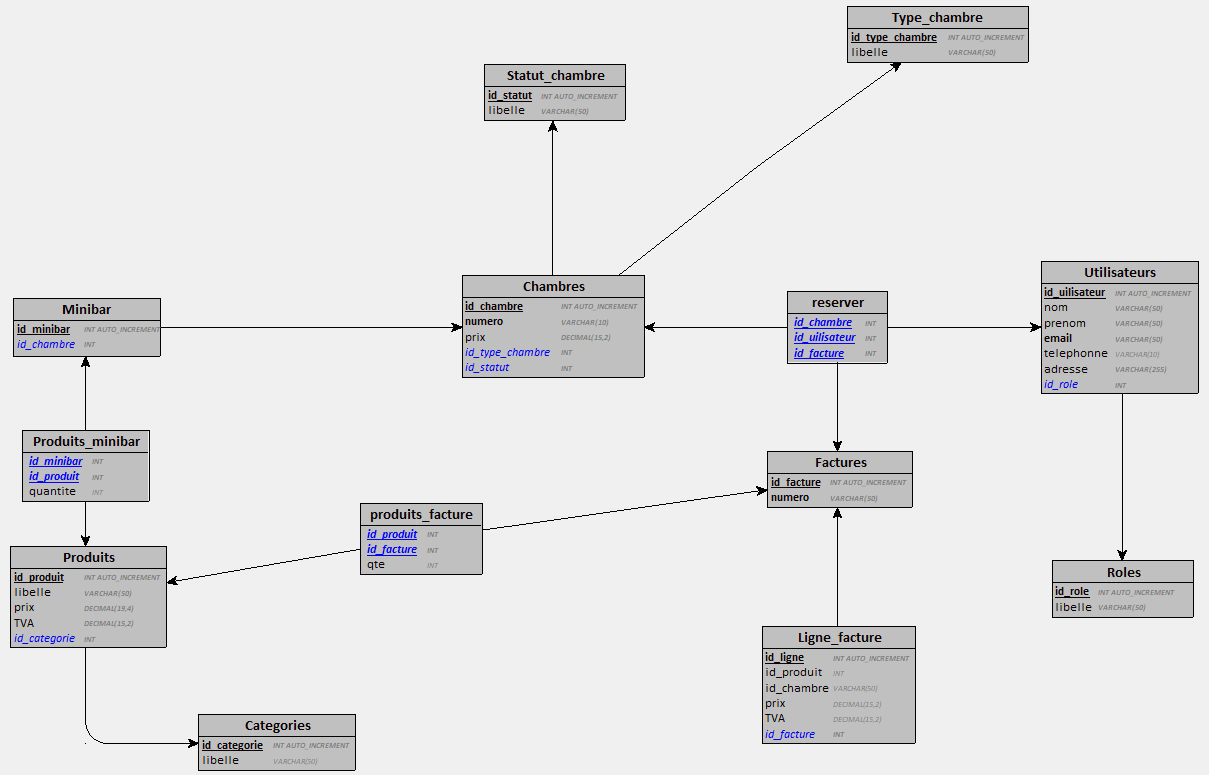 Type_chambre
id_type_chambre INT AUTO_INCREMENT
libelle VARCHAR(50)
Statut_chambre
id_statut INT AUTO_INCREMENT
libelle VARCHAR(50)
Chambres
id_chambre INT AUTO_INCREMENT
numero VARCHAR(10)
prix DECIMAL(15,2)
id_type_chambre INT
id_statut INT
reserver
id_chambre INT
id_uilisateur INT
id_facture INT
Utilisateurs
id_uilisateur INT AUTO_INCREMENT
nom VARCHAR(50)
prenom VARCHAR(50)
email VARCHAR(50)
telephonne VARCHAR(10)
adresse VARCHAR(255)
id_role INT
Minibar
id_minibar INT AUTO_INCREMENT
id_chambre INT
Produits_minibar
id_minibar INT
id_produit INT
quantite INT
Factures
id_facture INT AUTO_INCREMENT
numero VARCHAR(50)
produits_facture
id_produit INT
id_facture INT
qte INT
Produits
id_produit INT AUTO_INCREMENT
libelle VARCHAR(50)
prix DECIMAL(19,4)
TVA DECIMAL(15,2)
id_categorie INT
Roles
id_role INT AUTO_INCREMENT
libelle VARCHAR(50)
Ligne_facture
id_ligne INT AUTO_INCREMENT
id_produit INT
id_chambre VARCHAR(50)
prix DECIMAL(15,2)
TVA DECIMAL(15,2)
id_facture INT
Categories
id_categorie INT AUTO_INCREMENT
libelle VARCHAR(50)